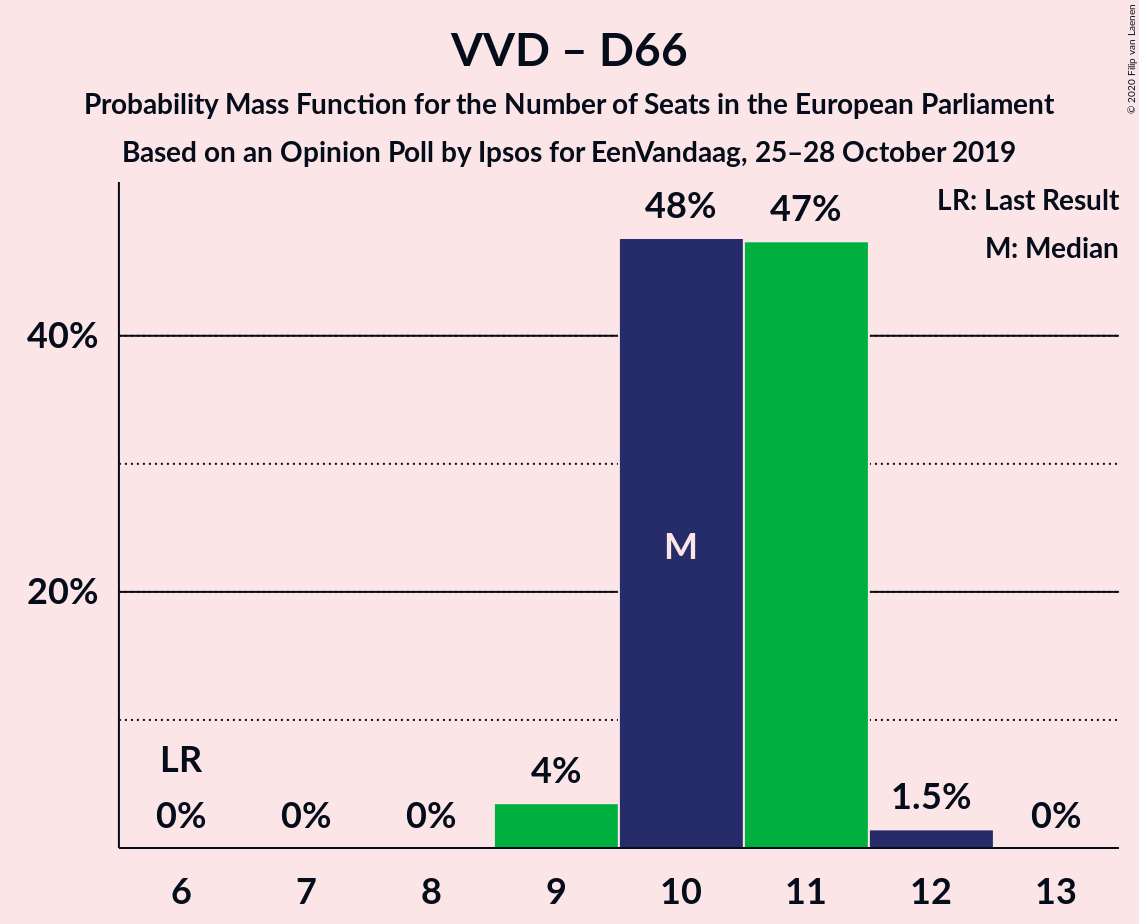 VVD – D66
Probability Mass Function for the Number of Seats in the European Parliament
Based on an Opinion Poll by Ipsos for EenVandaag, 25–28 October 2019
© 2020 Filip van Laenen
LR: Last Result
M: Median
48%
47%
40%
M
20%
LR
0%
0%
0%
4%
1.5%
0%
6 7 8 9 10 11 12 13